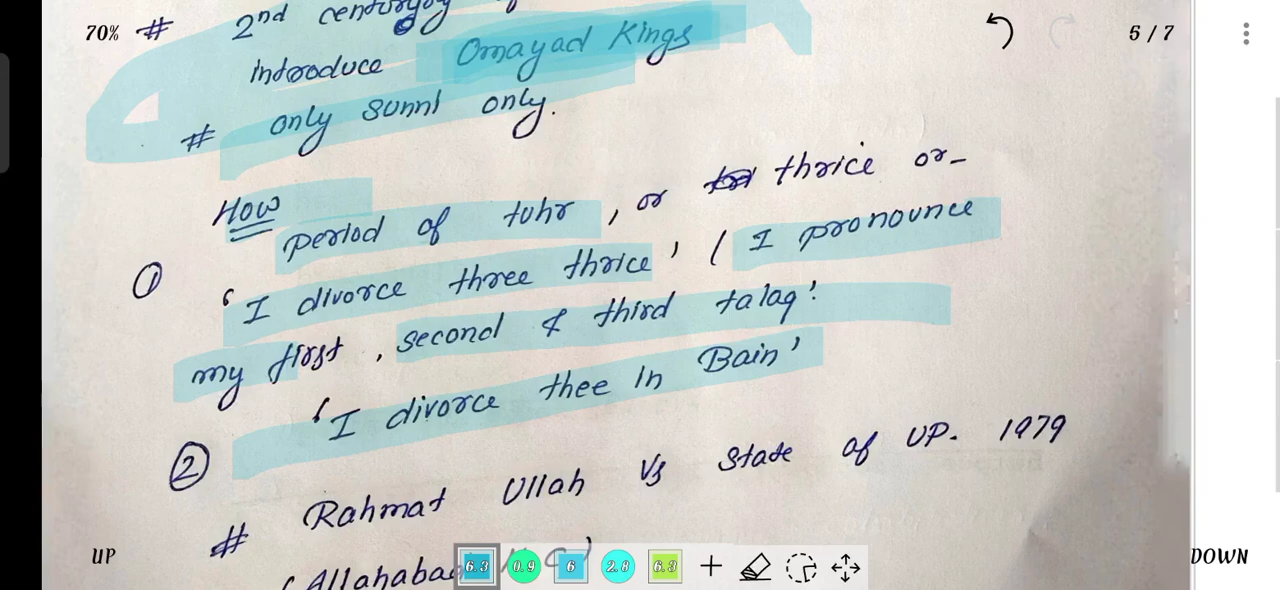 70%
5 / 7
# 2nd century
introduce Omayad Kings
# only sunni only.
How
① period of tuhr, or thrice or-
'I divorce three thrice' ( I pronounce
my first, second & third talaq'.
② 'I divorce thee In Bain'
# Rahmat Ullah Vs State of UP. 1979
UP
6.3 0.9 6 2.8 6.3
DOWN